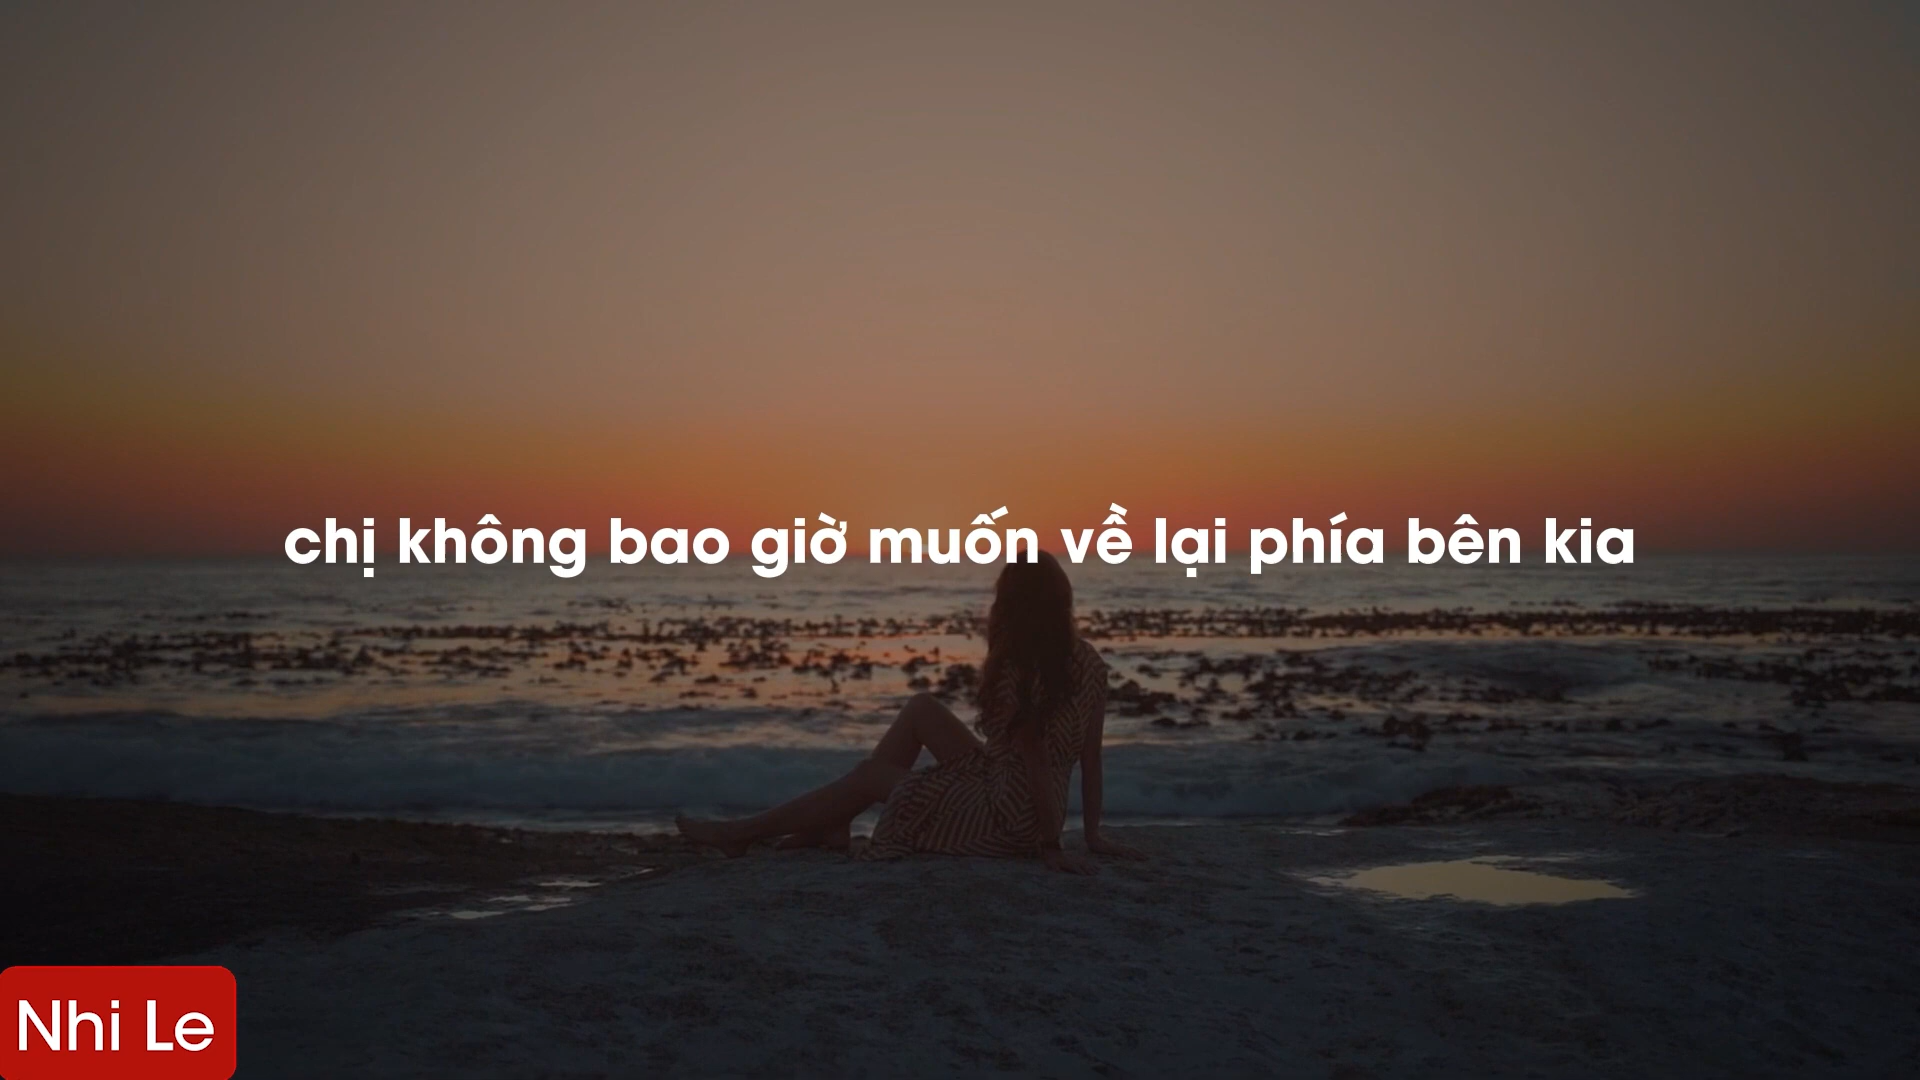 chị không bao giờ muốn về lại phía bên kia
Nhi Le